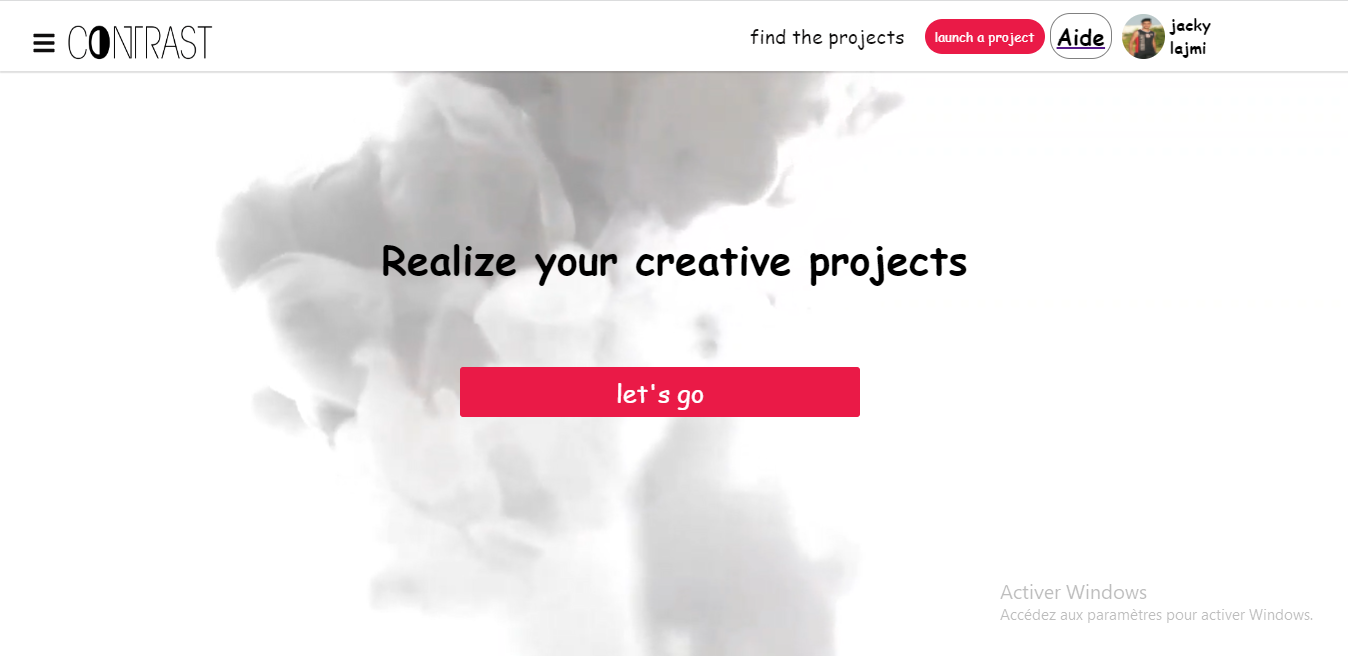 CONTRAST
find the projects
launch a project
Aide
jacky
lajmi
Realize your creative projects
let's go
Activer Windows
Accédez aux paramètres pour activer Windows.